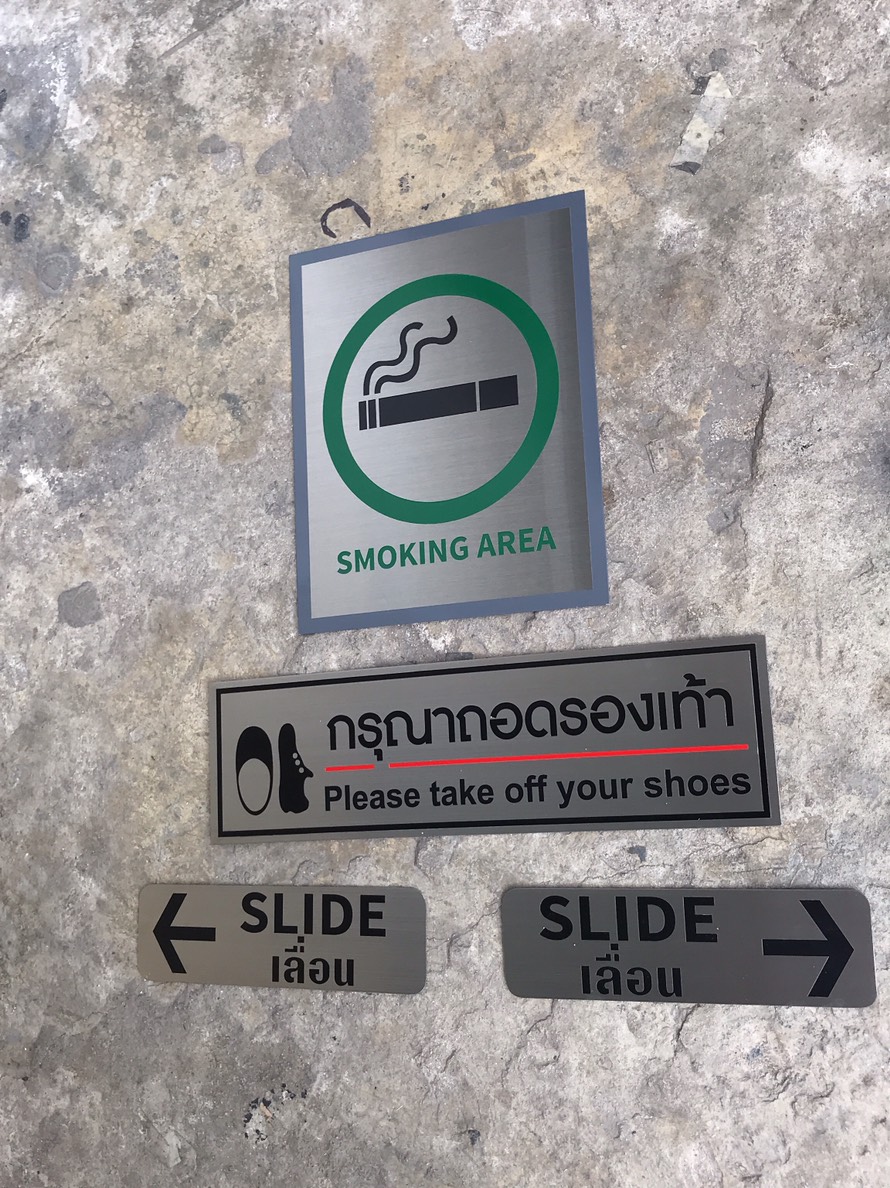 SMOKING AREA
กรุณาถอดรองเท้า
Please take off your shoes
SLIDE
เลื่อน
SLIDE
เลื่อน